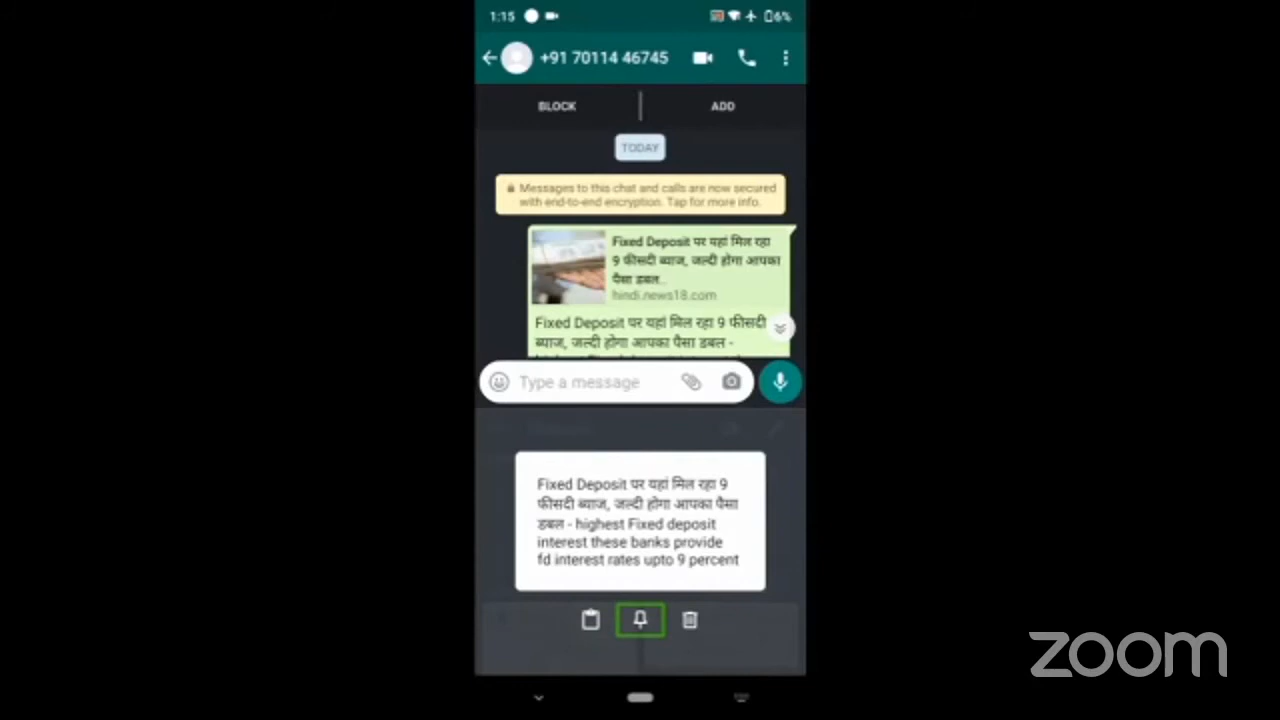 1:15
6%
+91 70114 46745
BLOCK
ADD
TODAY
Messages to this chat and calls are now secured
with end-to-end encryption. Tap for more info.
Fixed Deposit पर यहां मिल रहा
9 फीसदी ब्याज, जल्दी होगा आपका
पैसा डबल..
hindi.news18.com
Fixed Deposit पर यहां मिल रहा 9 फीसदी
ब्याज, जल्दी होगा आपका पैसा डबल -
Type a message
Fixed Deposit पर यहां मिल रहा 9
फीसदी ब्याज, जल्दी होगा आपका पैसा
डबल - highest Fixed deposit
interest these banks provide
fd interest rates upto 9 percent
zoom